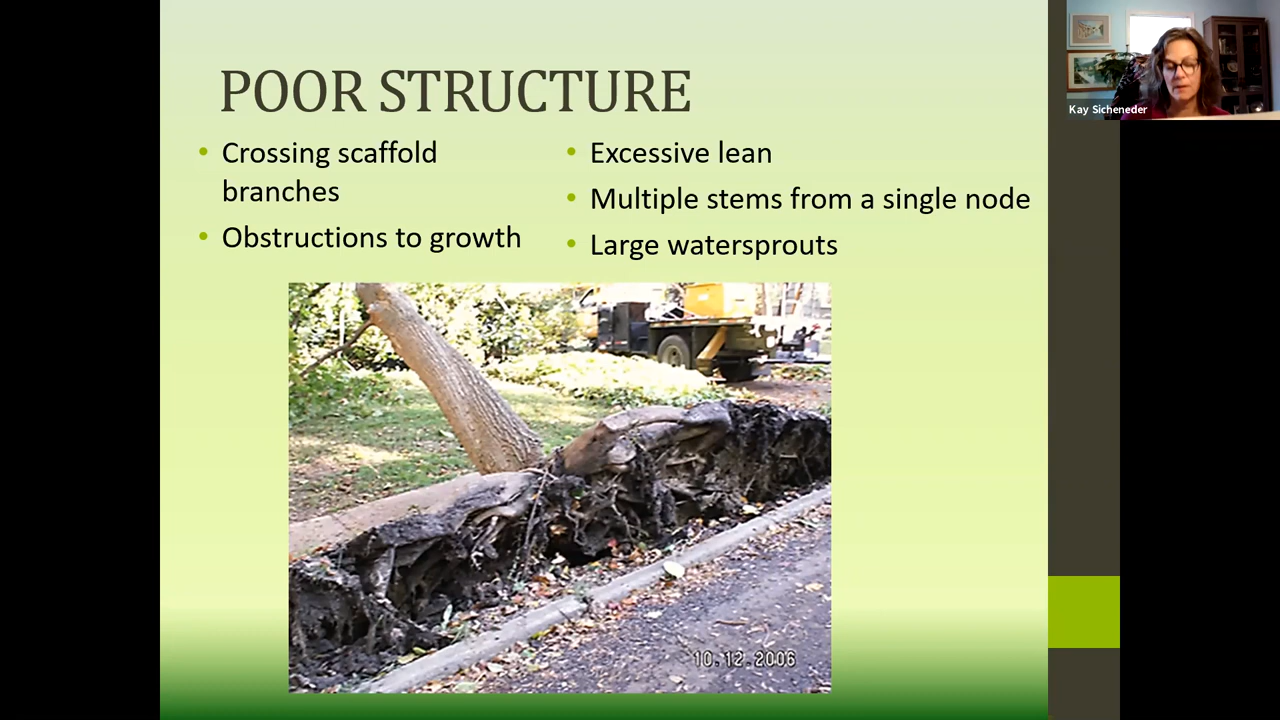 POOR STRUCTURE
• Crossing scaffold
branches
• Obstructions to growth
• Excessive lean
• Multiple stems from a single node
• Large watersprouts
10.12.2006
Kay Sicheneder